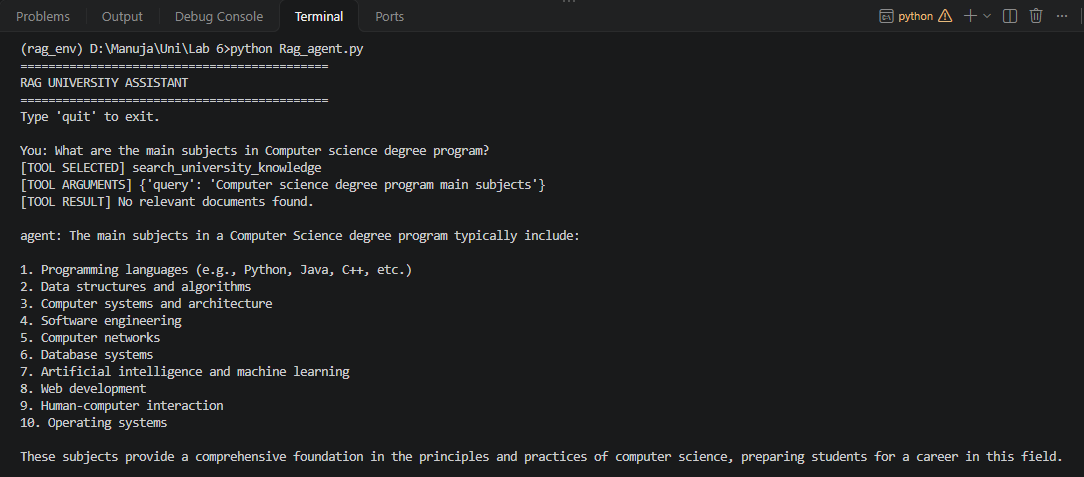 Problems Output Debug Console Terminal Ports python
(rag_env) D:\Manuja\Uni\Lab 6>python Rag_agent.py
============================================
RAG UNIVERSITY ASSISTANT
============================================
Type 'quit' to exit.
You: What are the main subjects in Computer science degree program?
[TOOL SELECTED] search_university_knowledge
[TOOL ARGUMENTS] {'query': 'Computer science degree program main subjects'}
[TOOL RESULT] No relevant documents found.
agent: The main subjects in a Computer Science degree program typically include:
1. Programming languages (e.g., Python, Java, C++, etc.)
2. Data structures and algorithms
3. Computer systems and architecture
4. Software engineering
5. Computer networks
6. Database systems
7. Artificial intelligence and machine learning
8. Web development
9. Human-computer interaction
10. Operating systems
These subjects provide a comprehensive foundation in the principles and practices of computer science, preparing students for a career in this field.